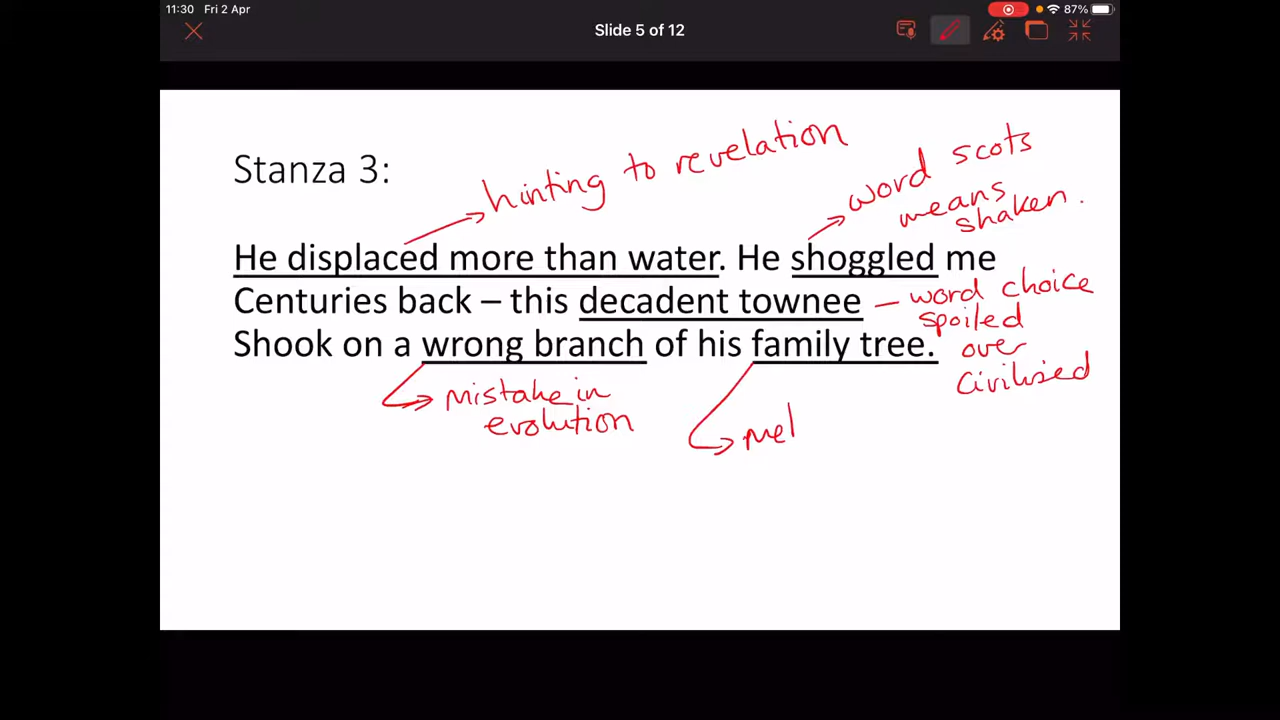 11:30 Fri 2 Apr
87%
Slide 5 of 12
Stanza 3:
hinting to revelation
word scots
means
shaken.
He displaced more than water. He shoggled me
Centuries back – this decadent townee
Shook on a wrong branch of his family tree.
word choice
spoiled
over
civilised
mistake in
evolution
mel